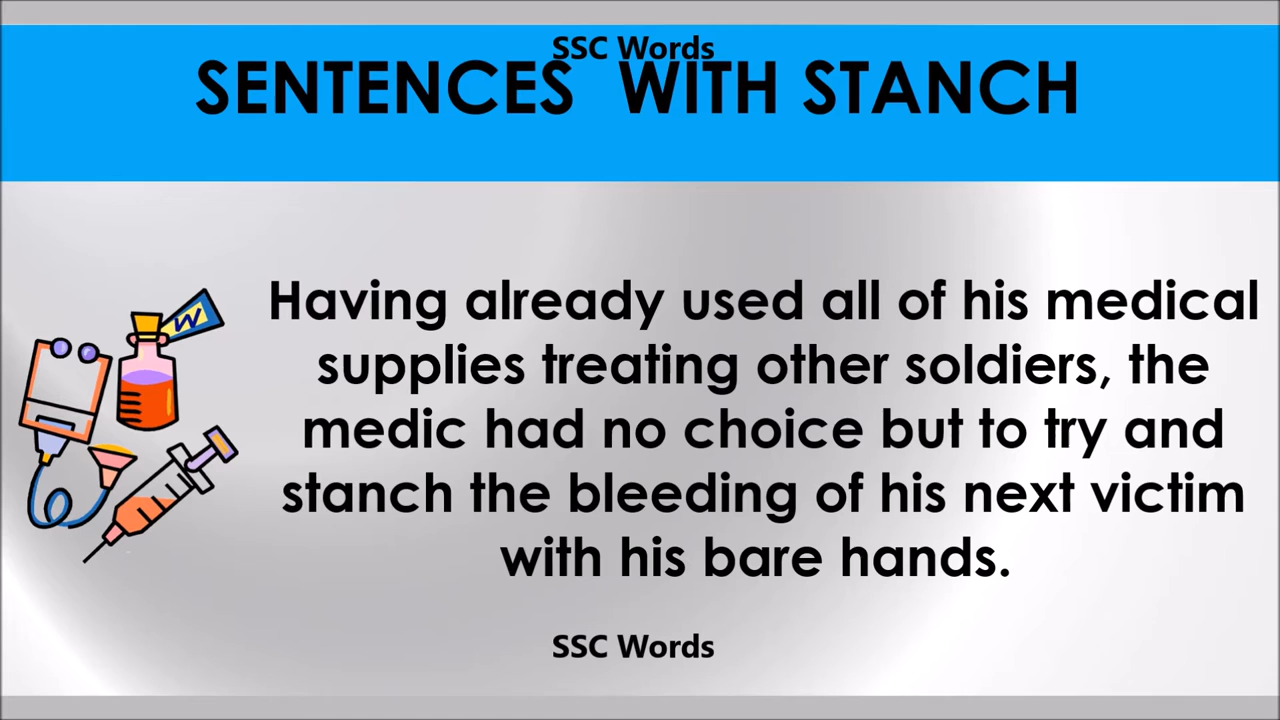 SSC Words
SENTENCES WITH STANCH
W
Having already used all of his medical
supplies treating other soldiers, the
medic had no choice but to try and
stanch the bleeding of his next victim
with his bare hands.
SSC Words